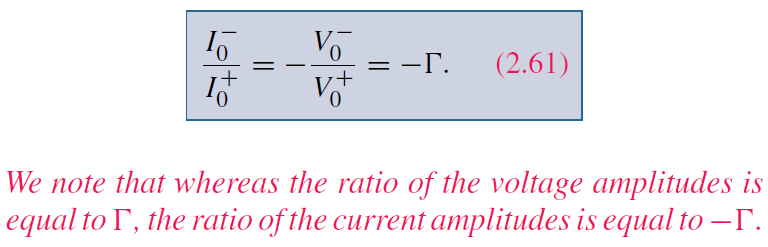 I₀⁻/I₀⁺ = −V₀⁻/V₀⁺ = −Γ. (2.61)
We note that whereas the ratio of the voltage amplitudes is
equal to Γ, the ratio of the current amplitudes is equal to −Γ.